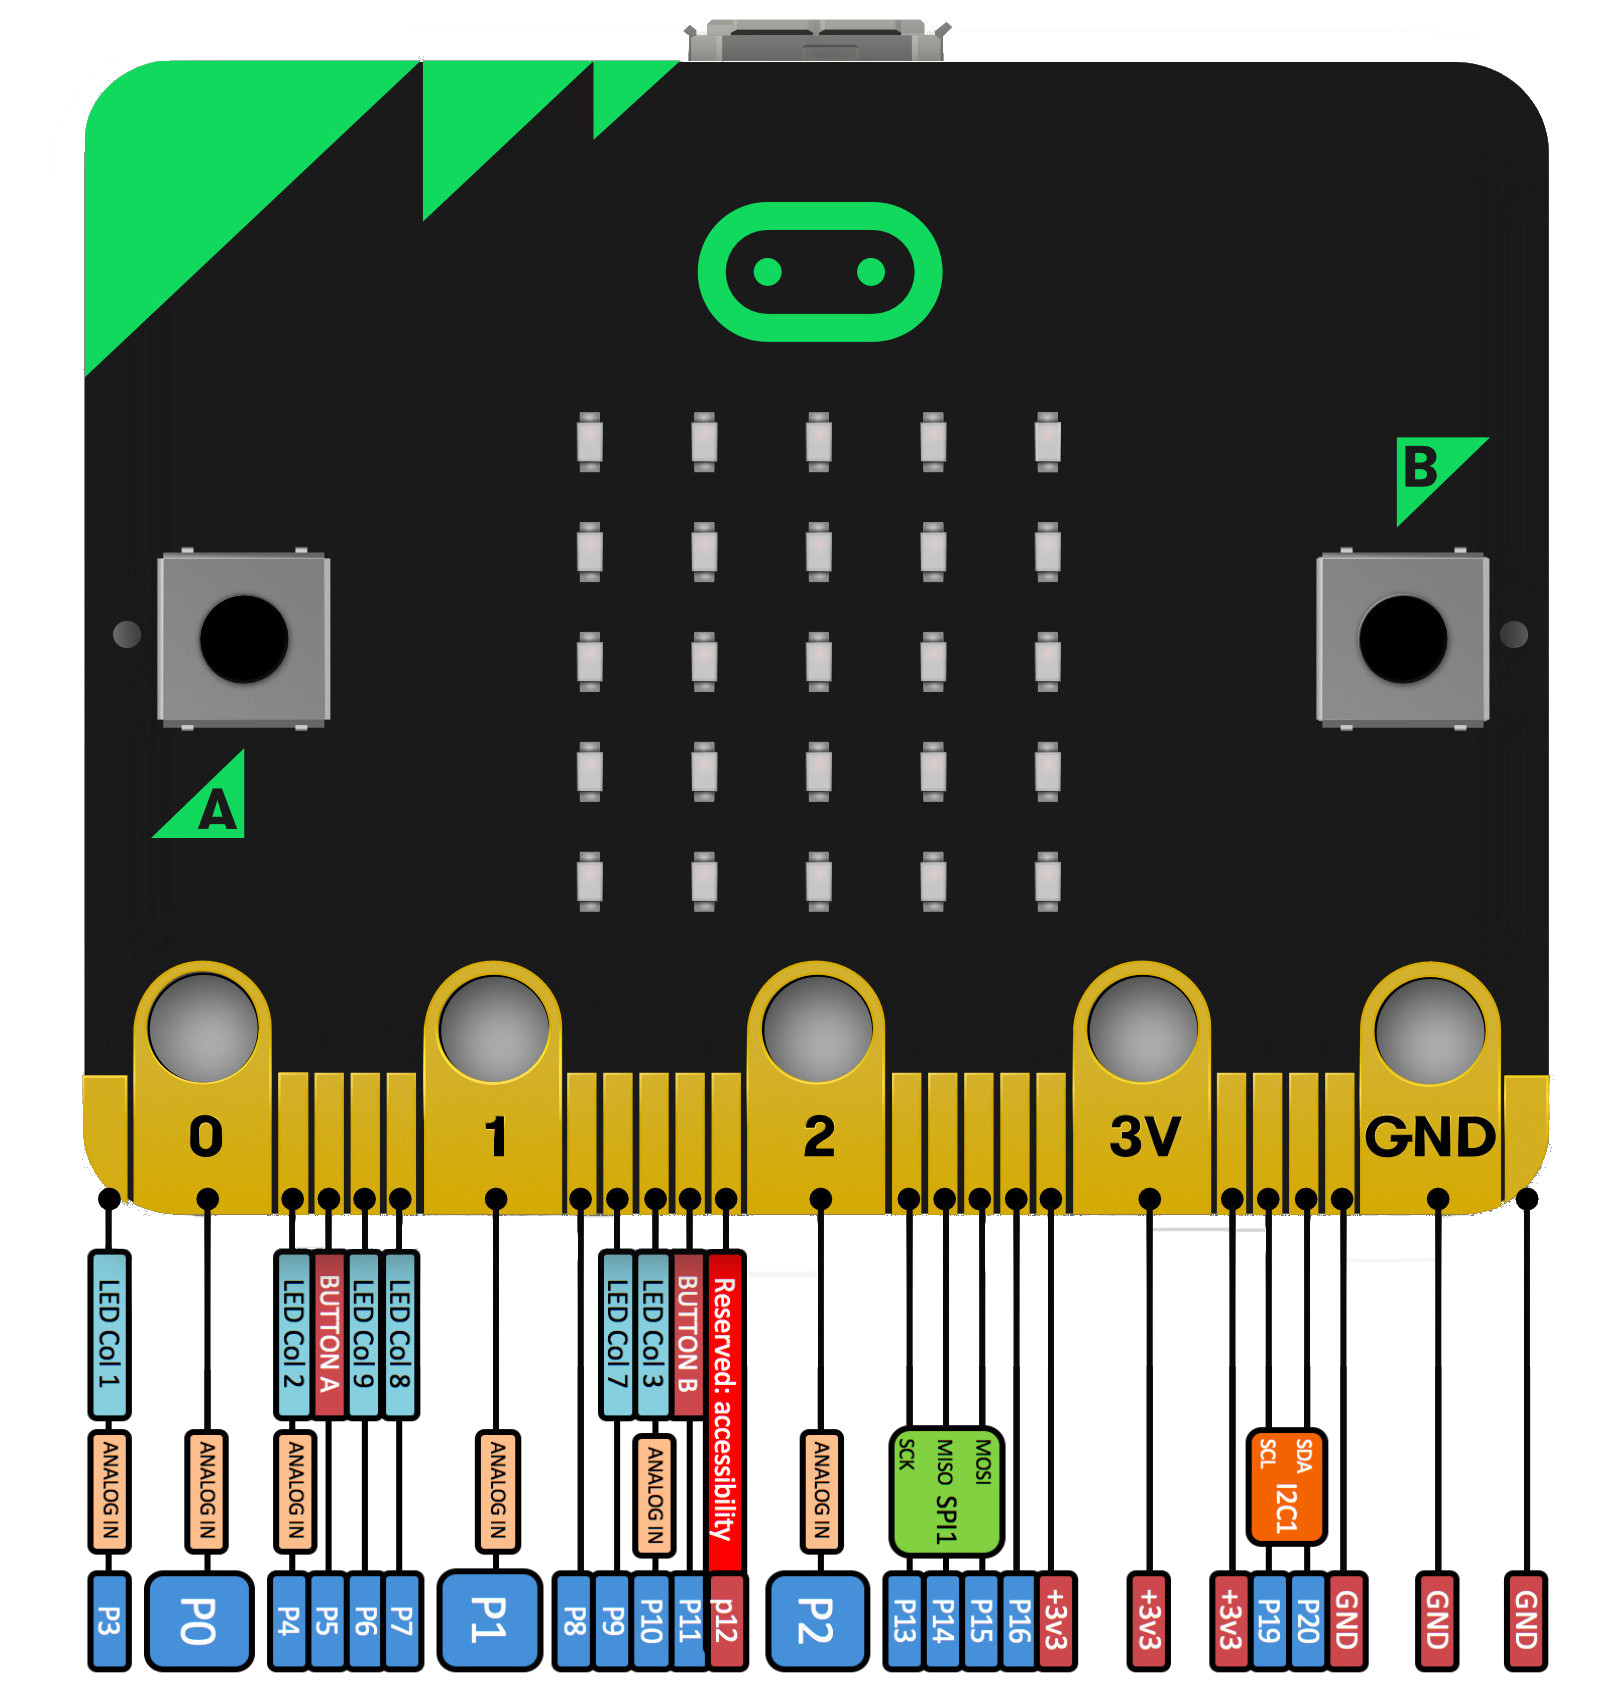 B
A
0
1
2
3V
GND
LED Col 1
LED Col 2
BUTTON A
LED Col 9
LED Col 8
LED Col 7
LED Col 3
BUTTON B
Reserved: accessibility
ANALOG IN
ANALOG IN
ANALOG IN
ANALOG IN
ANALOG IN
ANALOG IN
SCK
MISO
MOSI
SPI1
SCL
SDA
I2C1
P3
P0
P4
P5
P6
P7
P1
P8
P9
P10
P11
p12
P2
P13
P14
P15
P16
+3v3
+3v3
+3v3
P19
P20
GND
GND
GND